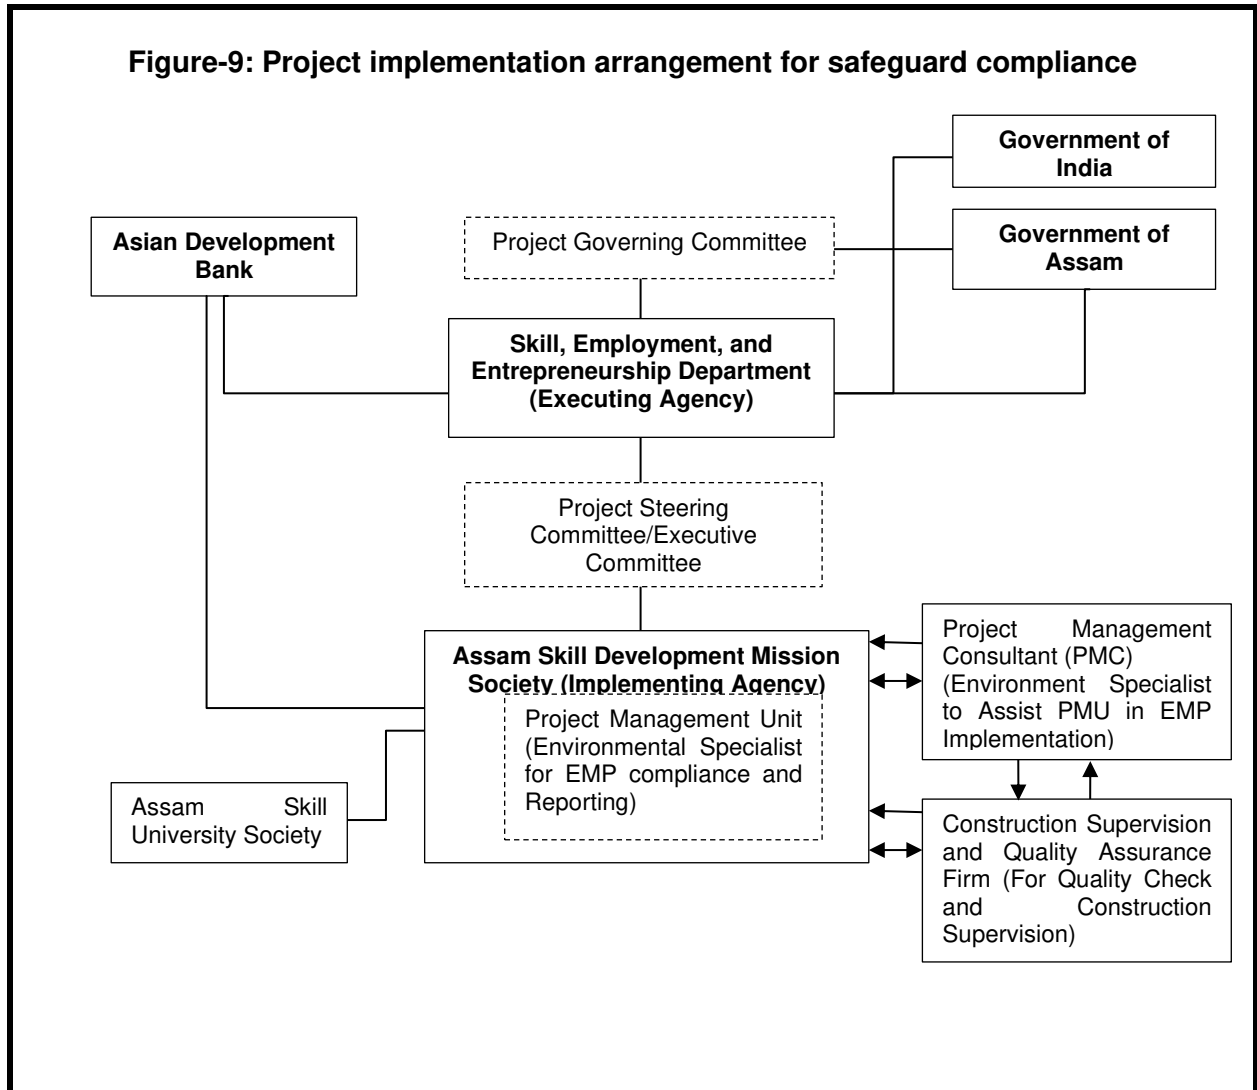 Figure-9: Project implementation arrangement for safeguard compliance
Government of
India
Asian Development
Bank
Project Governing Committee
Government of
Assam
Skill, Employment, and
Entrepreneurship Department
(Executing Agency)
Project Steering
Committee/Executive
Committee
Assam Skill Development Mission
Society (Implementing Agency)
Project Management Unit
(Environmental Specialist
for EMP compliance and
Reporting)
Project Management
Consultant (PMC)
(Environment Specialist
to Assist PMU in EMP
Implementation)
Assam Skill
University Society
Construction Supervision
and Quality Assurance
Firm (For Quality Check
and Construction
Supervision)